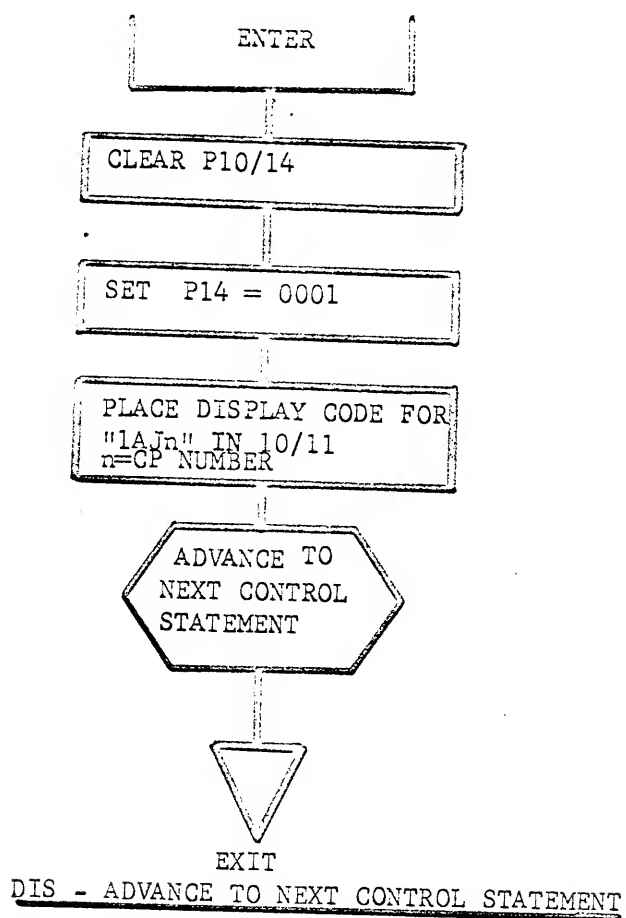 ENTER
CLEAR P10/14
SET P14 = 0001
PLACE DISPLAY CODE FOR
"1AJn" IN 10/11
n=CP NUMBER
ADVANCE TO
NEXT CONTROL
STATEMENT
EXIT
DIS - ADVANCE TO NEXT CONTROL STATEMENT